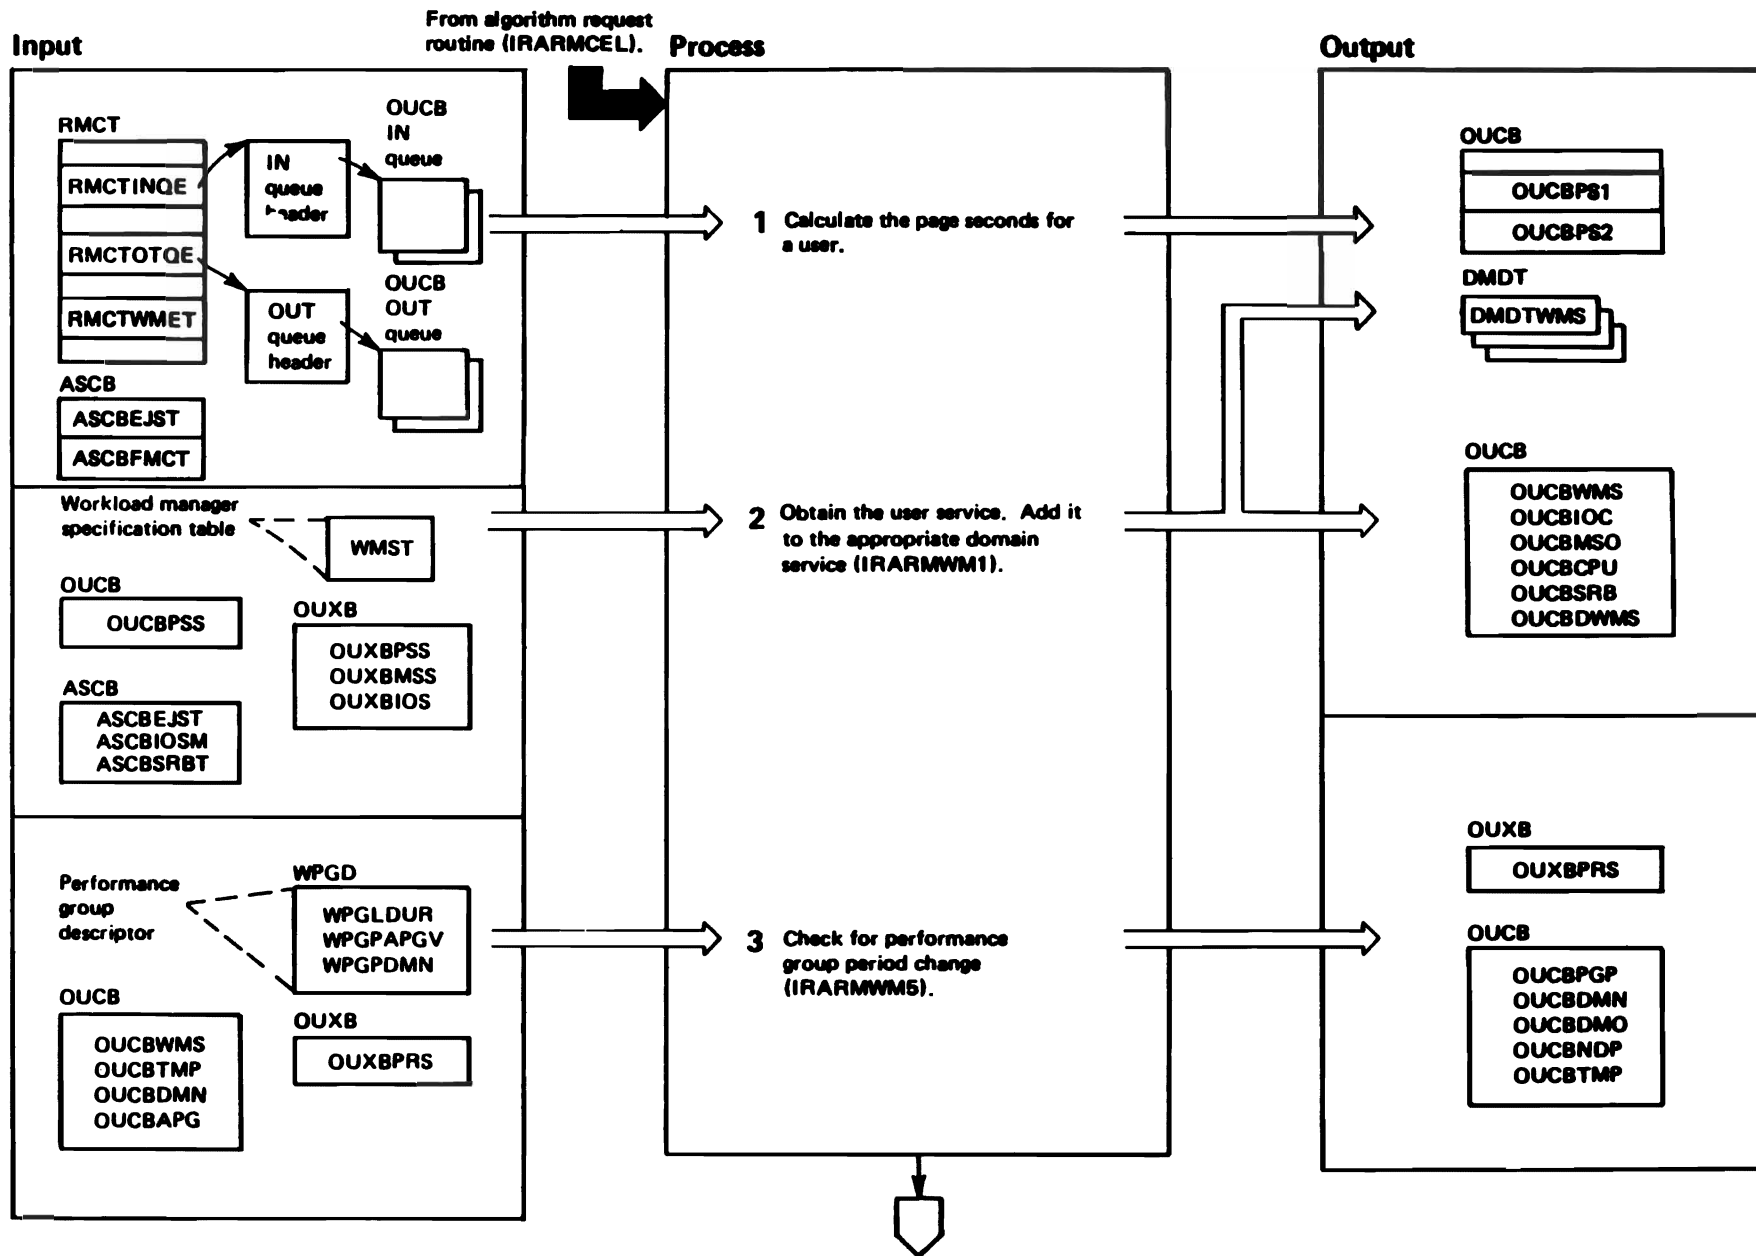 From algorithm request
routine (IRARMCEL).
Input
Process
Output
RMCT
RMCTINQE
RMCTOTQE
RMCTWMET
IN
queue
header
OUCB
IN
queue
OUT
queue
header
OUCB
OUT
queue
ASCB
ASCBEJST
ASCBFMCT
1 Calculate the page seconds for
a user.
OUCB
OUCBPS1
OUCBPS2
DMDT
DMDTWMS
Workload manager
specification table
WMST
OUCB
OUCBPSS
OUXB
OUXBPSS
OUXBMSS
OUXBIOS
ASCB
ASCBEJST
ASCBIOSM
ASCBSRBT
2 Obtain the user service. Add it
to the appropriate domain
service (IRARMWM1).
OUCB
OUCBWMS
OUCBIOC
OUCBMSO
OUCBCPU
OUCBSRB
OUCBDWMS
Performance
group
descriptor
WPGD
WPGLDUR
WPGPAPGV
WPGPDMN
OUCB
OUCBWMS
OUCBTMP
OUCBDMN
OUCBAPG
OUXB
OUXBPRS
3 Check for performance
group period change
(IRARMWM5).
OUXB
OUXBPRS
OUCB
OUCBPGP
OUCBDMN
OUCBDMO
OUCBNDP
OUCBTMP